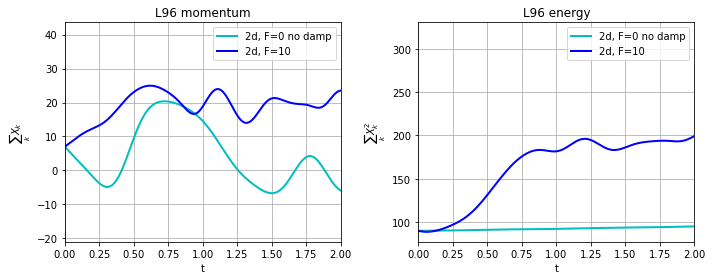 L96 momentum
∑ₖ Xₖ
40
30
20
10
0
−10
−20
0.00 0.25 0.50 0.75 1.00 1.25 1.50 1.75 2.00
t
2d, F=0 no damp
2d, F=10
L96 energy
∑ₖ Xₖ²
300
250
200
150
100
0.00 0.25 0.50 0.75 1.00 1.25 1.50 1.75 2.00
t
2d, F=0 no damp
2d, F=10